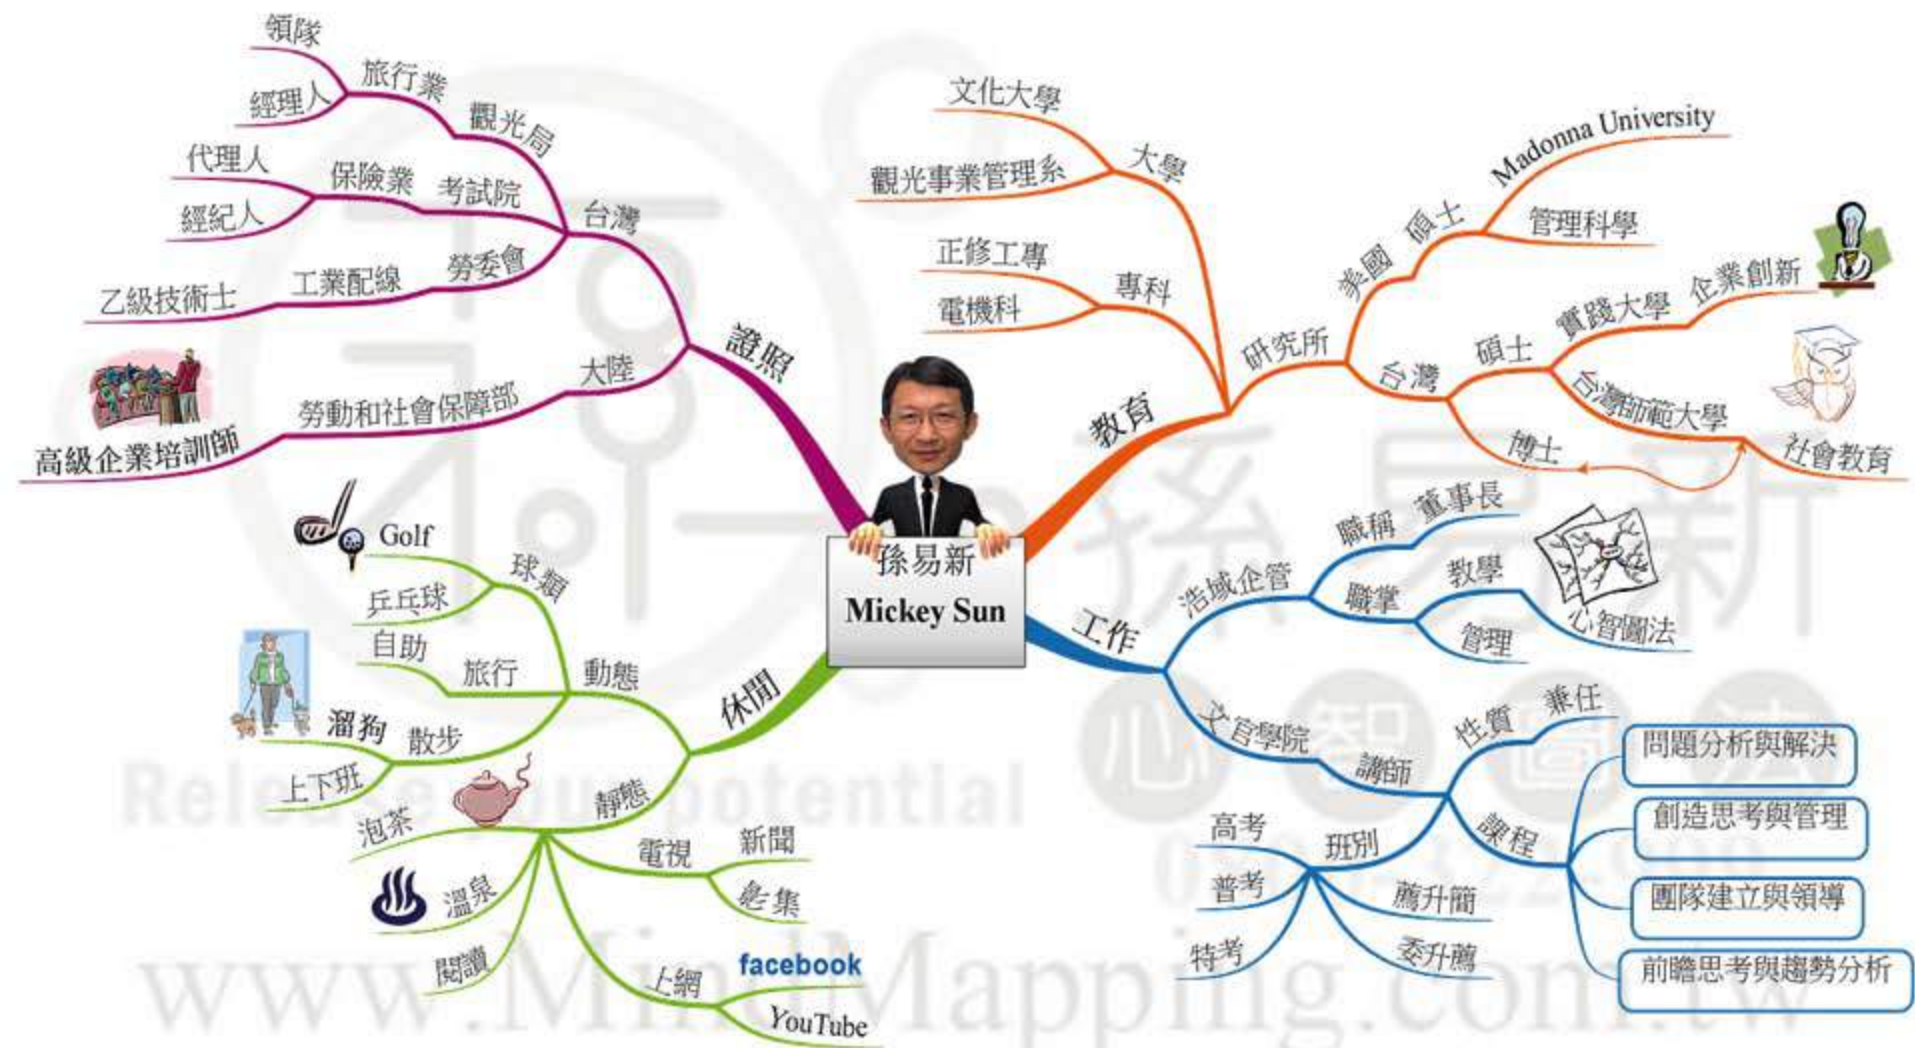 孫易新
Mickey Sun
教育
大學
文化大學
觀光事業管理系
專科
正修工專
電機科
研究所
美國
碩士
Madonna University
管理科學
台灣
碩士
實踐大學
企業創新
台灣師範大學
社會教育
博士
工作
浩域企管
職稱
董事長
職掌
教學
心智圖法
管理
文官學院
講師
性質
兼任
課程
問題分析與解決
創造思考與管理
團隊建立與領導
前瞻思考與趨勢分析
班別
高考
普考
特考
薦升簡
委升薦
休閒
動態
球類
Golf
乒乓球
旅行
自助
散步
溜狗
上下班
靜態
泡茶
溫泉
閱讀
電視
新聞
影集
上網
facebook
YouTube
證照
台灣
觀光局
旅行業
領隊
經理人
考試院
保險業
代理人
經紀人
勞委會
工業配線
乙級技術士
大陸
勞動和社會保障部
高級企業培訓師
孫易新
心智圖法
Release your potential
www.MindMapping.com.tw